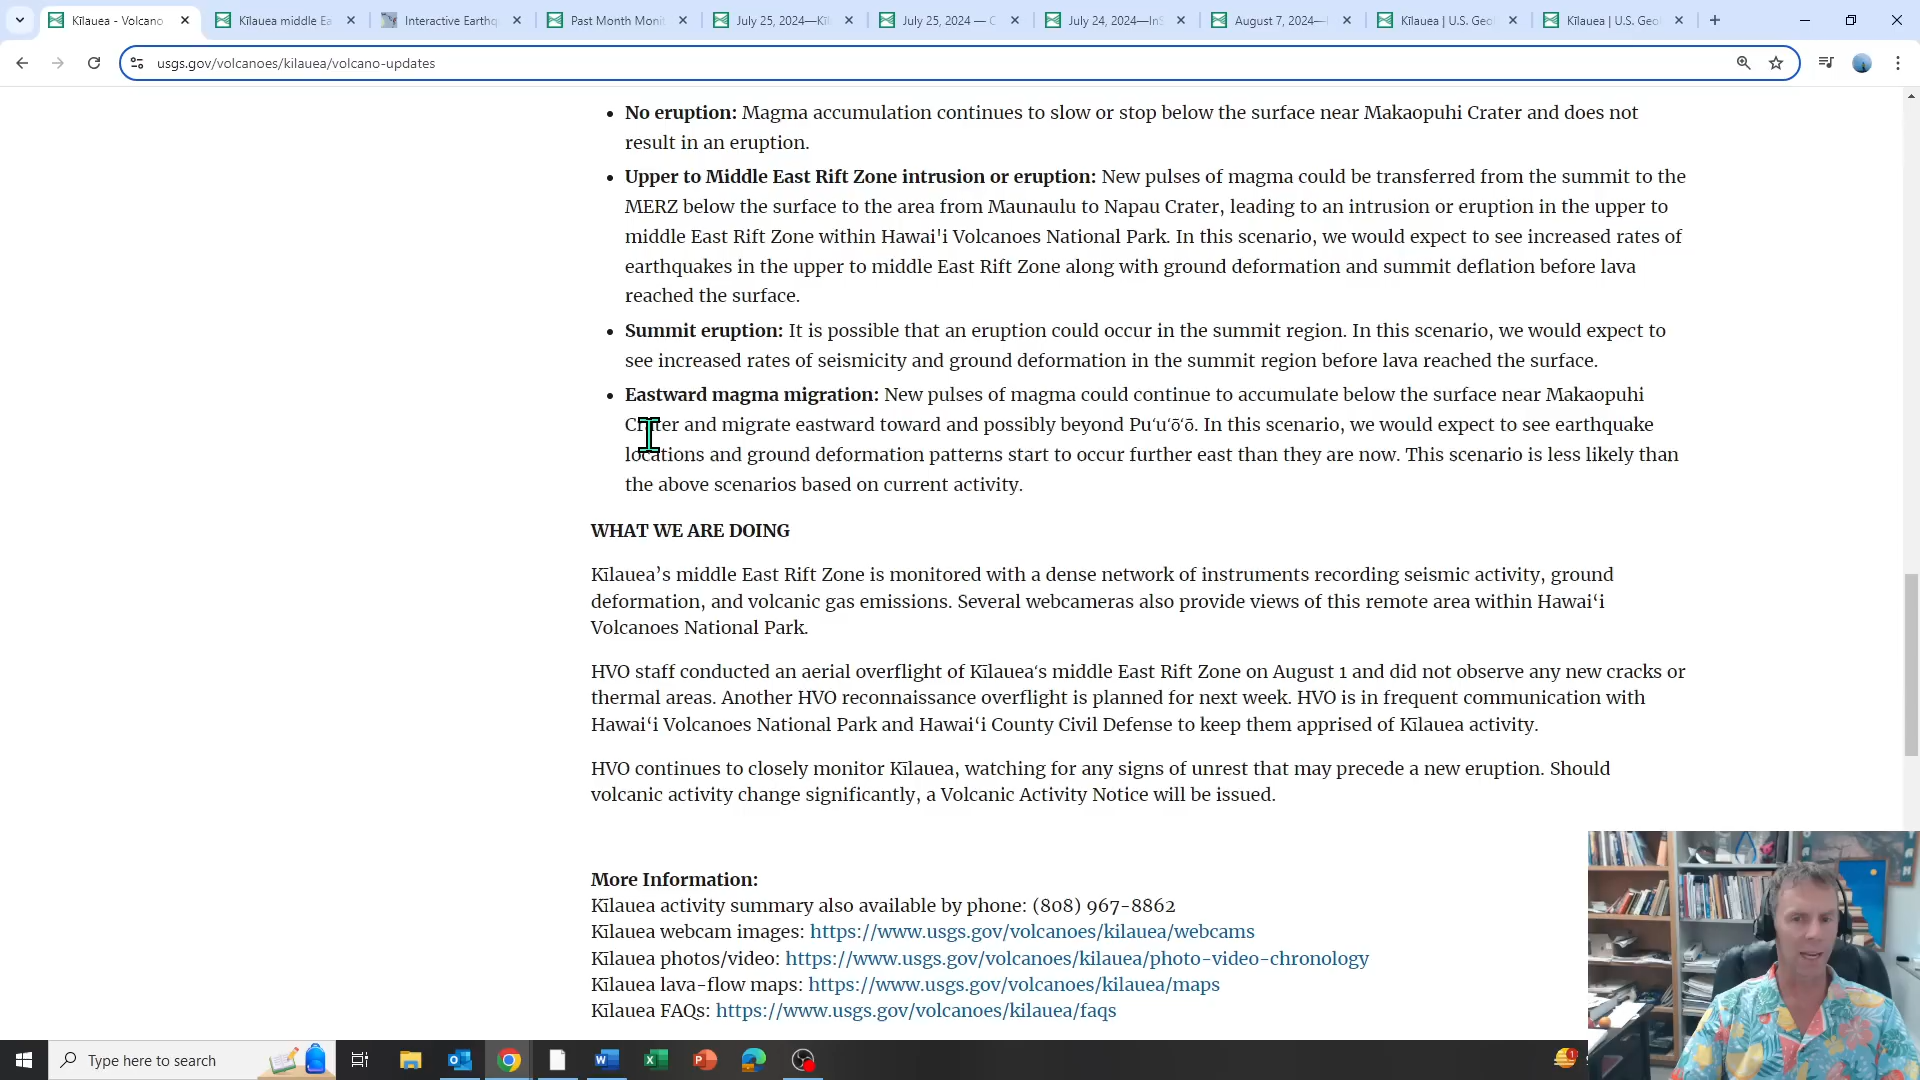 Kīlauea - Volcano
Kīlauea middle Ea
Interactive Earthq
Past Month Monit
July 25, 2024—Kīl
July 25, 2024 — C
July 24, 2024—InS
August 7, 2024—
Kīlauea | U.S. Geol
Kīlauea | U.S. Geol
usgs.gov/volcanoes/kilauea/volcano-updates
• No eruption: Magma accumulation continues to slow or stop below the surface near Makaopuhi Crater and does not
result in an eruption.
• Upper to Middle East Rift Zone intrusion or eruption: New pulses of magma could be transferred from the summit to the
MERZ below the surface to the area from Maunaulu to Napau Crater, leading to an intrusion or eruption in the upper to
middle East Rift Zone within Hawai'i Volcanoes National Park. In this scenario, we would expect to see increased rates of
earthquakes in the upper to middle East Rift Zone along with ground deformation and summit deflation before lava
reached the surface.
• Summit eruption: It is possible that an eruption could occur in the summit region. In this scenario, we would expect to
see increased rates of seismicity and ground deformation in the summit region before lava reached the surface.
• Eastward magma migration: New pulses of magma could continue to accumulate below the surface near Makaopuhi
Crater and migrate eastward toward and possibly beyond Puʻuʻōʻō. In this scenario, we would expect to see earthquake
locations and ground deformation patterns start to occur further east than they are now. This scenario is less likely than
the above scenarios based on current activity.
WHAT WE ARE DOING
Kīlauea’s middle East Rift Zone is monitored with a dense network of instruments recording seismic activity, ground
deformation, and volcanic gas emissions. Several webcameras also provide views of this remote area within Hawaiʻi
Volcanoes National Park.
HVO staff conducted an aerial overflight of Kīlaueaʻs middle East Rift Zone on August 1 and did not observe any new cracks or
thermal areas. Another HVO reconnaissance overflight is planned for next week. HVO is in frequent communication with
Hawaiʻi Volcanoes National Park and Hawaiʻi County Civil Defense to keep them apprised of Kīlauea activity.
HVO continues to closely monitor Kīlauea, watching for any signs of unrest that may precede a new eruption. Should
volcanic activity change significantly, a Volcanic Activity Notice will be issued.
More Information:
Kīlauea activity summary also available by phone: (808) 967-8862
Kīlauea webcam images: https://www.usgs.gov/volcanoes/kilauea/webcams
Kīlauea photos/video: https://www.usgs.gov/volcanoes/kilauea/photo-video-chronology
Kīlauea lava-flow maps: https://www.usgs.gov/volcanoes/kilauea/maps
Kīlauea FAQs: https://www.usgs.gov/volcanoes/kilauea/faqs
Type here to search